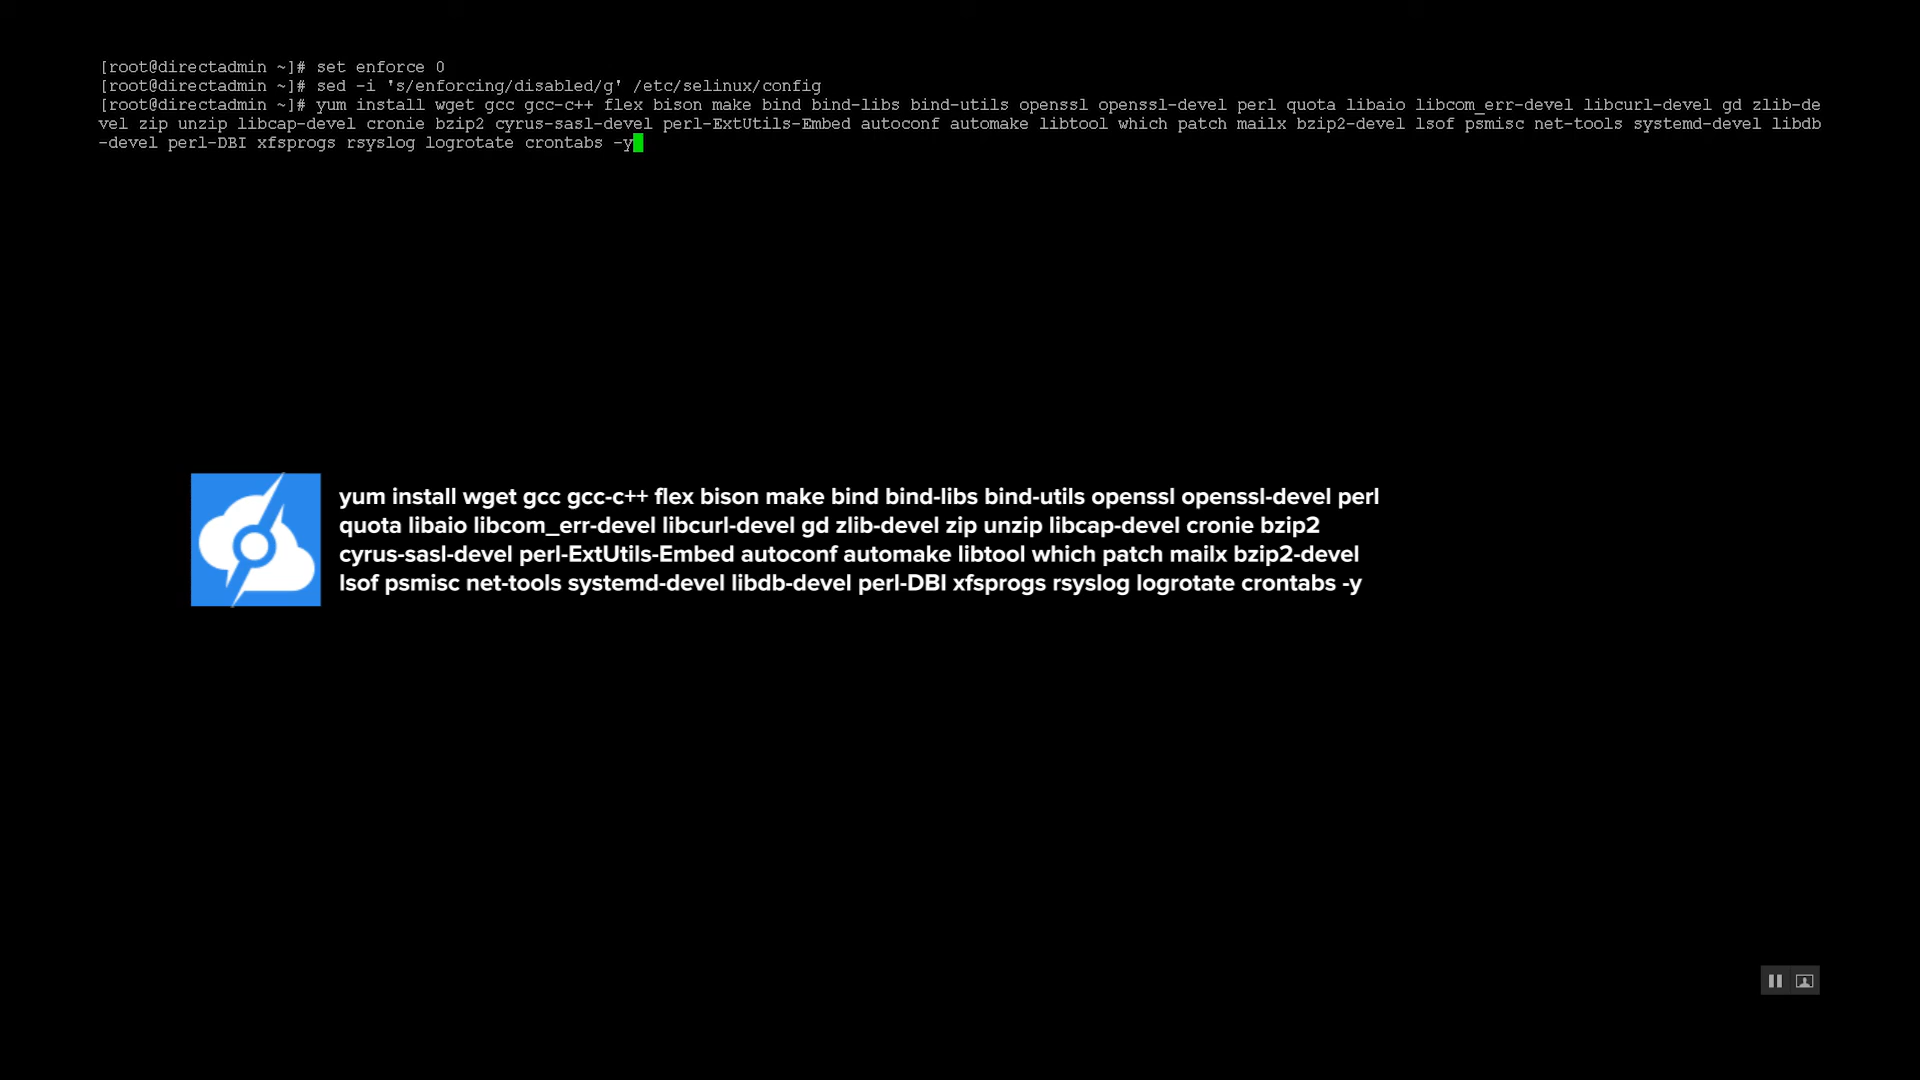 [root@directadmin ~]# set enforce 0
[root@directadmin ~]# sed -i 's/enforcing/disabled/g' /etc/selinux/config
[root@directadmin ~]# yum install wget gcc gcc-c++ flex bison make bind bind-libs bind-utils openssl openssl-devel perl quota libaio libcom_err-devel libcurl-devel gd zlib-de
vel zip unzip libcap-devel cronie bzip2 cyrus-sasl-devel perl-ExtUtils-Embed autoconf automake libtool which patch mailx bzip2-devel lsof psmisc net-tools systemd-devel libdb
-devel perl-DBI xfsprogs rsyslog logrotate crontabs -y
yum install wget gcc gcc-c++ flex bison make bind bind-libs bind-utils openssl openssl-devel perl
quota libaio libcom_err-devel libcurl-devel gd zlib-devel zip unzip libcap-devel cronie bzip2
cyrus-sasl-devel perl-ExtUtils-Embed autoconf automake libtool which patch mailx bzip2-devel
lsof psmisc net-tools systemd-devel libdb-devel perl-DBI xfsprogs rsyslog logrotate crontabs -y